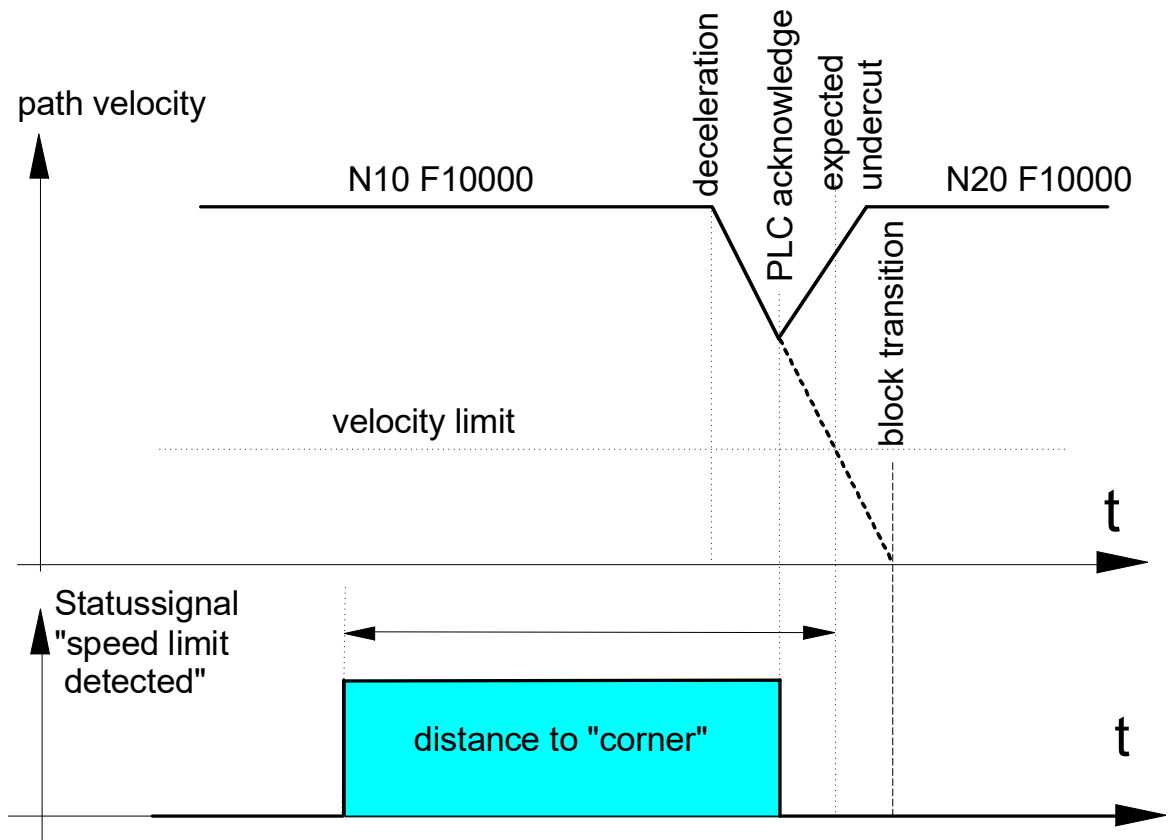 path velocity
N10 F10000
deceleration
PLC acknowledge
expected
undercut
N20 F10000
block transition
velocity limit
t
Statussignal
"speed limit
detected"
distance to "corner"
t